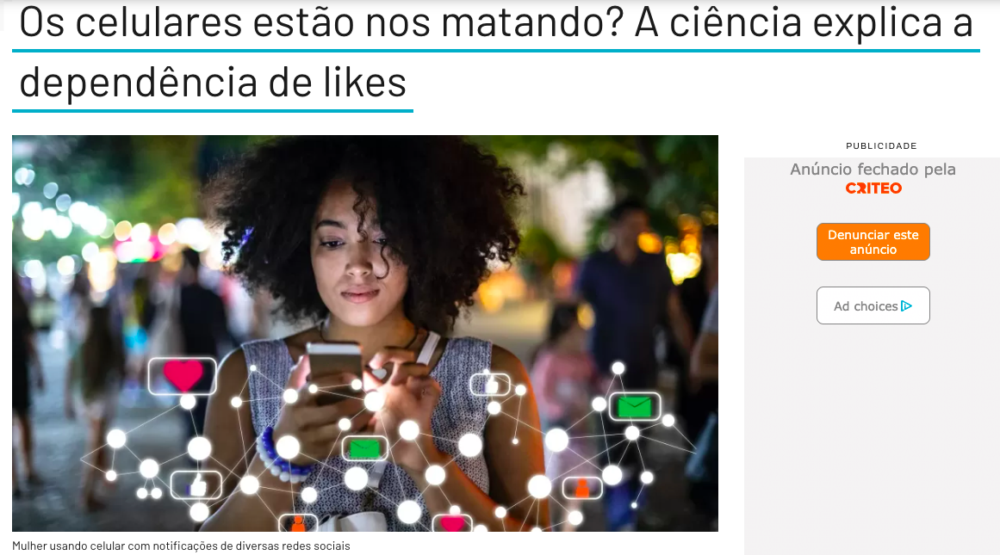 Os celulares estão nos matando? A ciência explica a
dependência de likes
PUBLICIDADE
Anúncio fechado pela
CRITEO
Denunciar este
anúncio
Ad choices
Mulher usando celular com notificações de diversas redes sociais